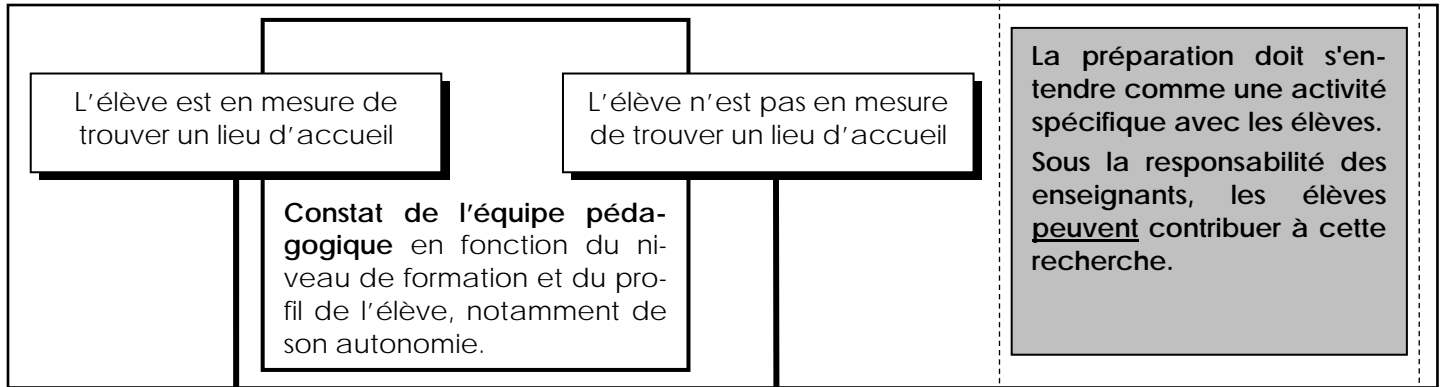 L'élève est en mesure de
trouver un lieu d'accueil
L'élève n'est pas en mesure
de trouver un lieu d'accueil
Constat de l'équipe péda-
gogique en fonction du ni-
veau de formation et du pro-
fil de l'élève, notamment de
son autonomie.
La préparation doit s'en-
tendre comme une activité
spécifique avec les élèves.
Sous la responsabilité des
enseignants, les élèves
peuvent contribuer à cette
recherche.